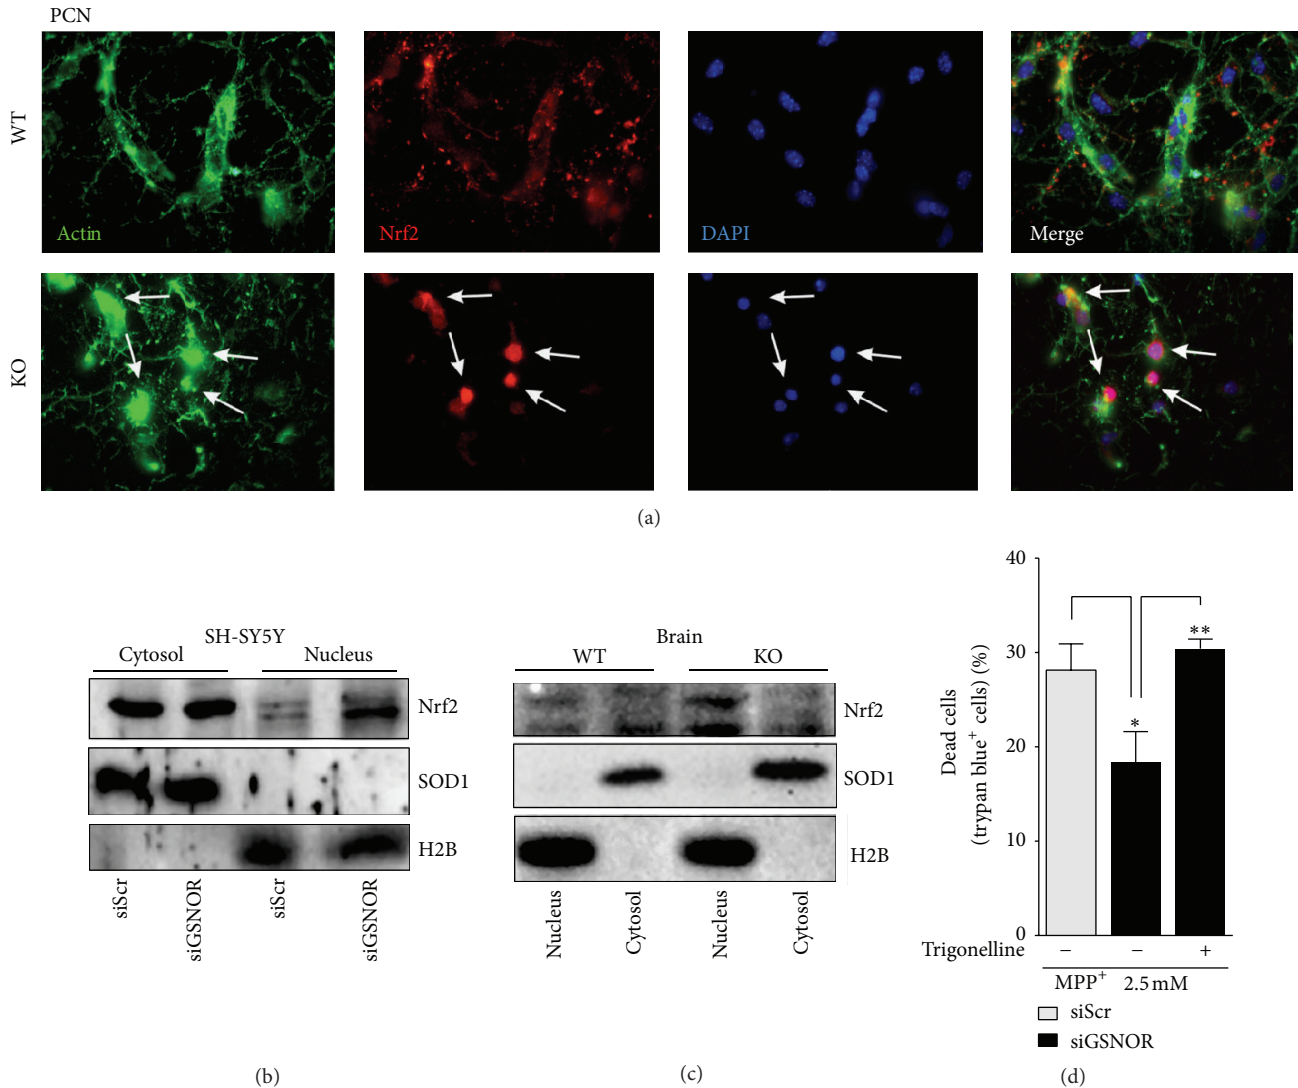 PCN
WT
Actin
Nrf2
DAPI
Merge
KO
(a)
SH-SY5Y
Cytosol
Nucleus
Nrf2
SOD1
H2B
siScr
siGSNOR
siScr
siGSNOR
(b)
Brain
WT
KO
Nrf2
SOD1
H2B
Nucleus
Cytosol
Nucleus
Cytosol
(c)
Dead cells
(trypan blue⁺ cells) (%)
40
30
20
10
0
*
**
Trigonelline − − +
MPP⁺ 2.5 mM
siScr
siGSNOR
(d)